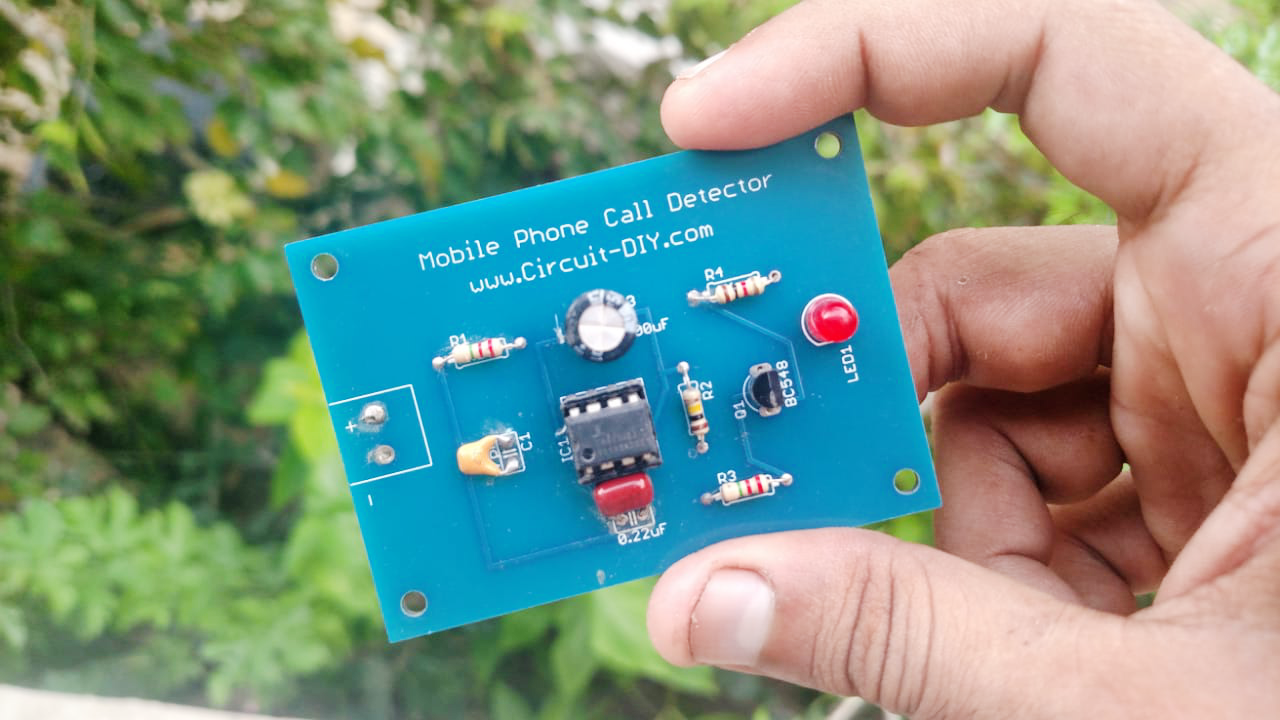 Mobile Phone Call Detector
www.Circuit-DIY.com
R4
R1
LED1
R2
BC548
Q1
C1
IC1
R3
0.22uF
+
-